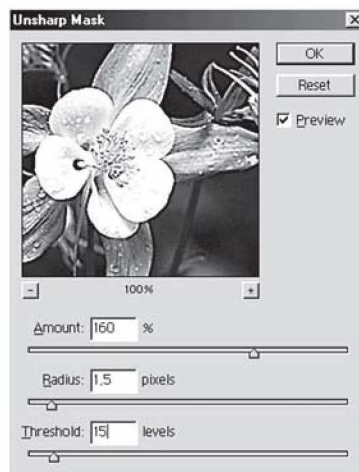 Unsharp Mask
OK
Reset
Preview
- 100% +
Amount: 160 %
Radius: 1,5 pixels
Threshold: 15 levels